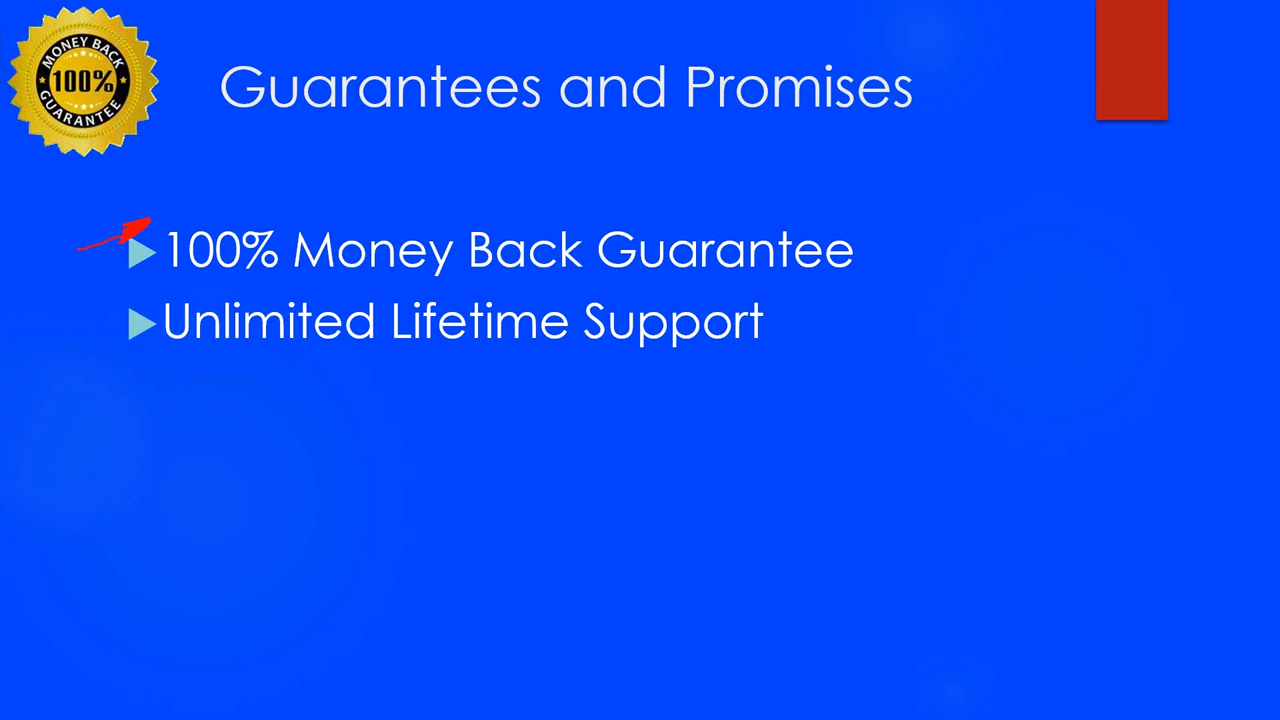 MONEY BACK
100%
GUARANTEE
Guarantees and Promises
100% Money Back Guarantee
Unlimited Lifetime Support